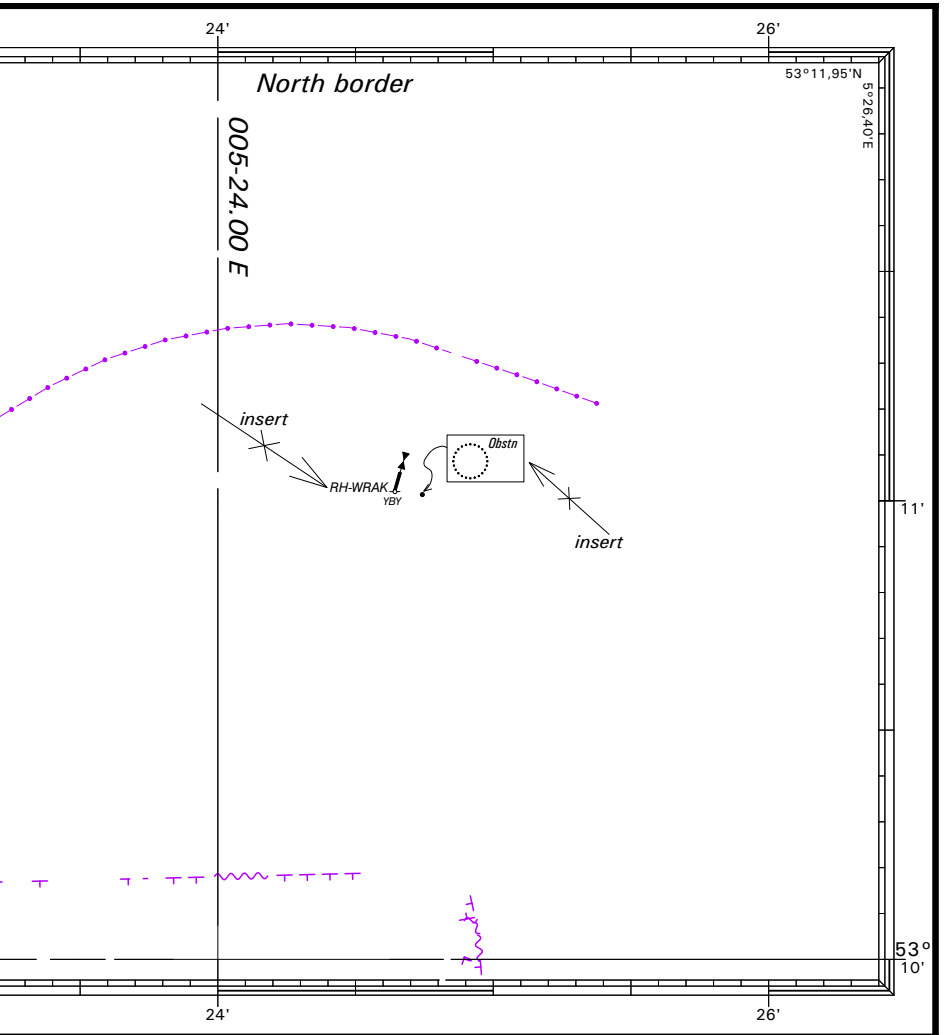 24'
26'
North border
53°11,95'N
5°26,40'E
005-24.00 E
insert
Obstn
RH-WRAK
YBY
11'
insert
53°
10'
24'
26'